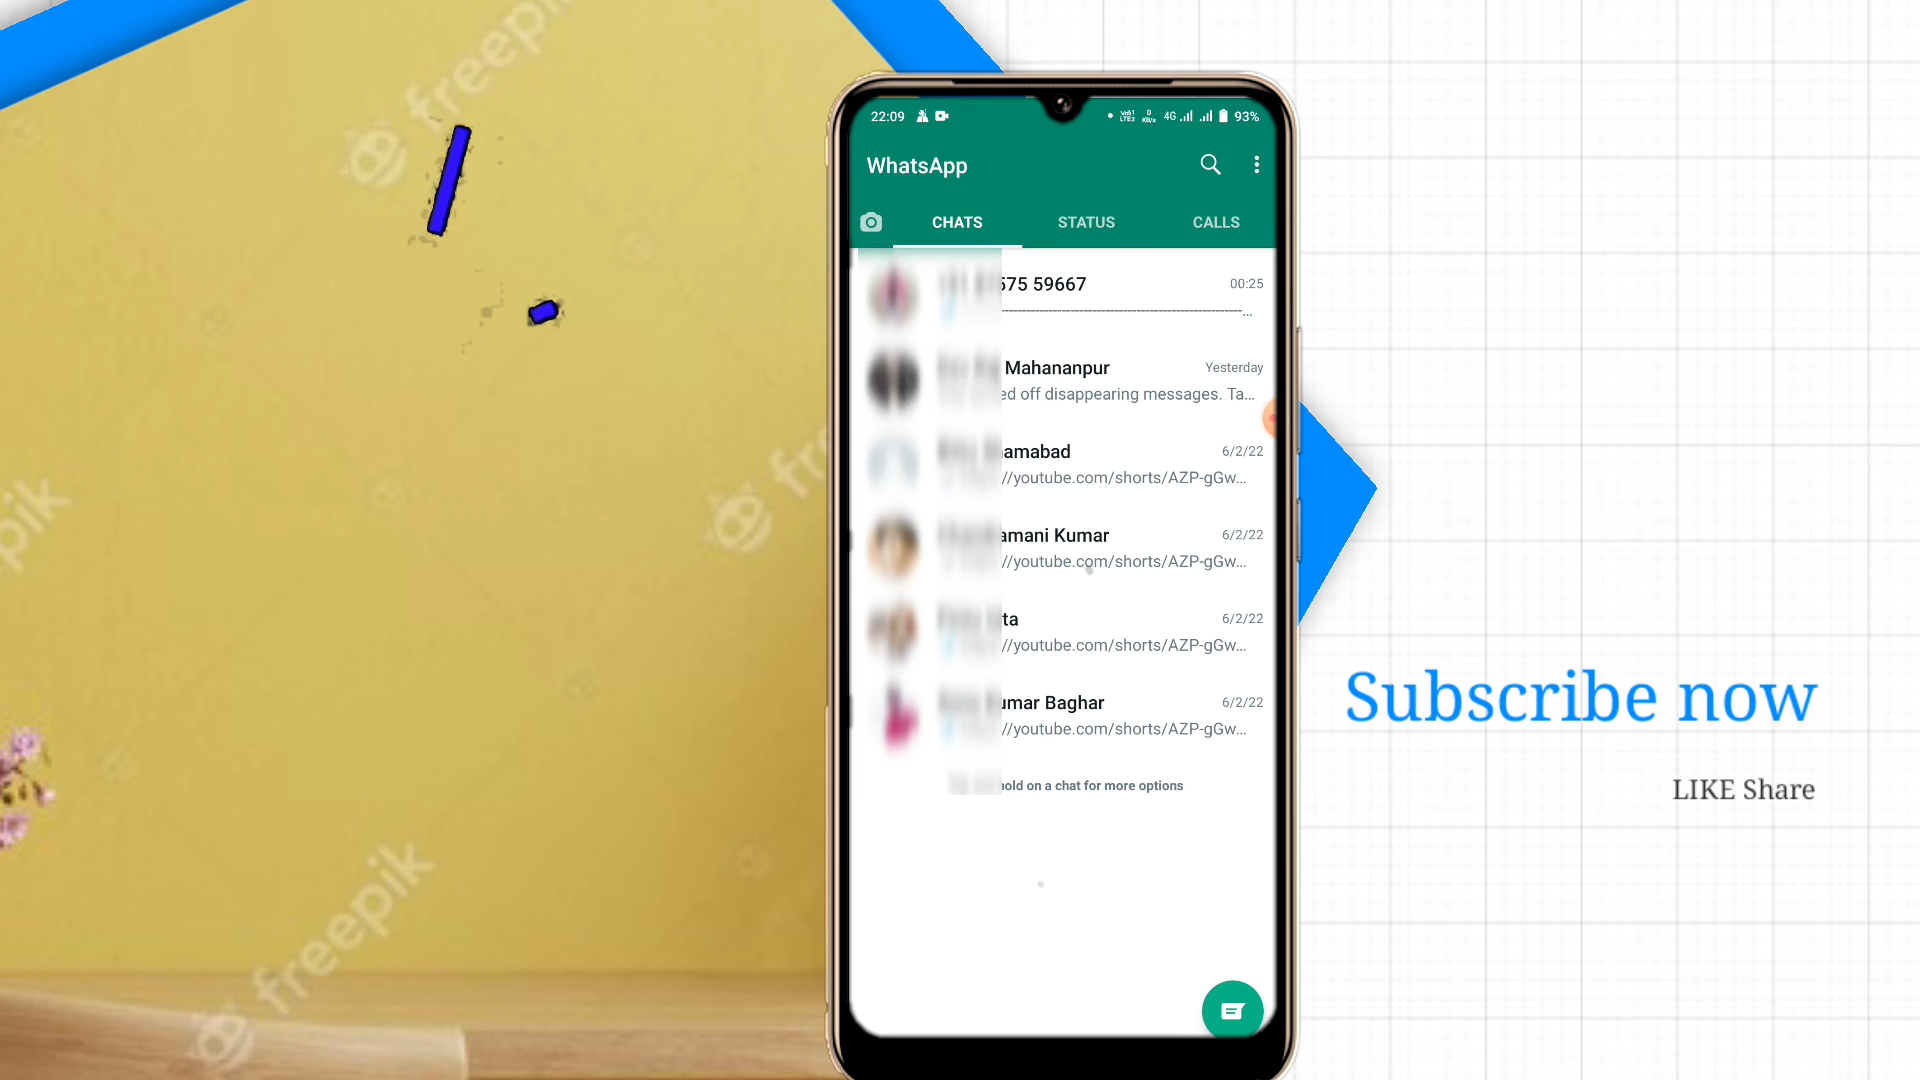 freepik
22:09
4G
93%
WhatsApp
CHATS
STATUS
CALLS
575 59667
00:25
Mahananpur
Yesterday
ed off disappearing messages. Ta...
amabad
6/2/22
//youtube.com/shorts/AZP-gGw...
amani Kumar
6/2/22
//youtube.com/shorts/AZP-gGw...
ta
6/2/22
//youtube.com/shorts/AZP-gGw...
umar Baghar
6/2/22
//youtube.com/shorts/AZP-gGw...
hold on a chat for more options
Subscribe now
LIKE Share
freepik